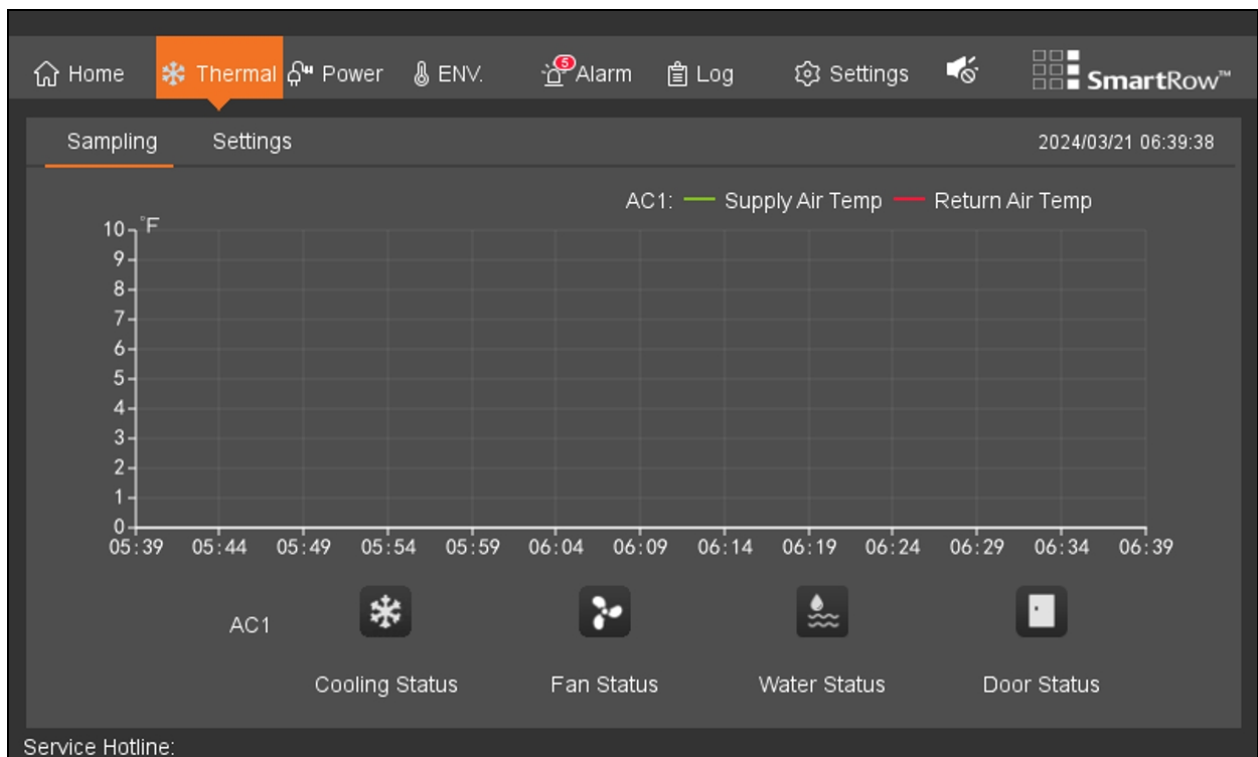 Home Thermal Power ENV. 5 Alarm Log Settings SmartRow™
Sampling Settings 2024/03/21 06:39:38
AC1: Supply Air Temp Return Air Temp
°F
10
9
8
7
6
5
4
3
2
1
0
05:39 05:44 05:49 05:54 05:59 06:04 06:09 06:14 06:19 06:24 06:29 06:34 06:39
AC1
Cooling Status Fan Status Water Status Door Status
Service Hotline: